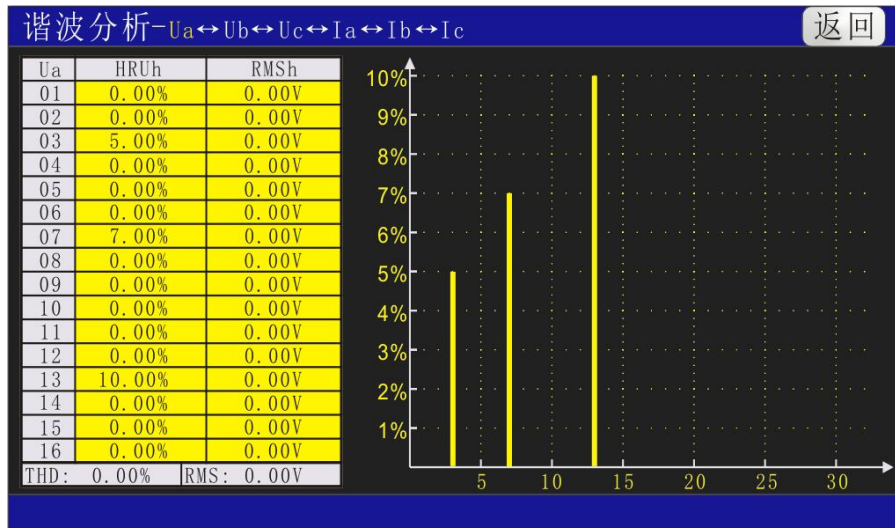 谐波分析-Ua↔Ub↔Uc↔Ia↔Ib↔Ic 返回
Ua HRUh RMSh
01 0.00% 0.00V
02 0.00% 0.00V
03 5.00% 0.00V
04 0.00% 0.00V
05 0.00% 0.00V
06 0.00% 0.00V
07 7.00% 0.00V
08 0.00% 0.00V
09 0.00% 0.00V
10 0.00% 0.00V
11 0.00% 0.00V
12 0.00% 0.00V
13 10.00% 0.00V
14 0.00% 0.00V
15 0.00% 0.00V
16 0.00% 0.00V
THD: 0.00% RMS: 0.00V
10%
9%
8%
7%
6%
5%
4%
3%
2%
1%
5 10 15 20 25 30